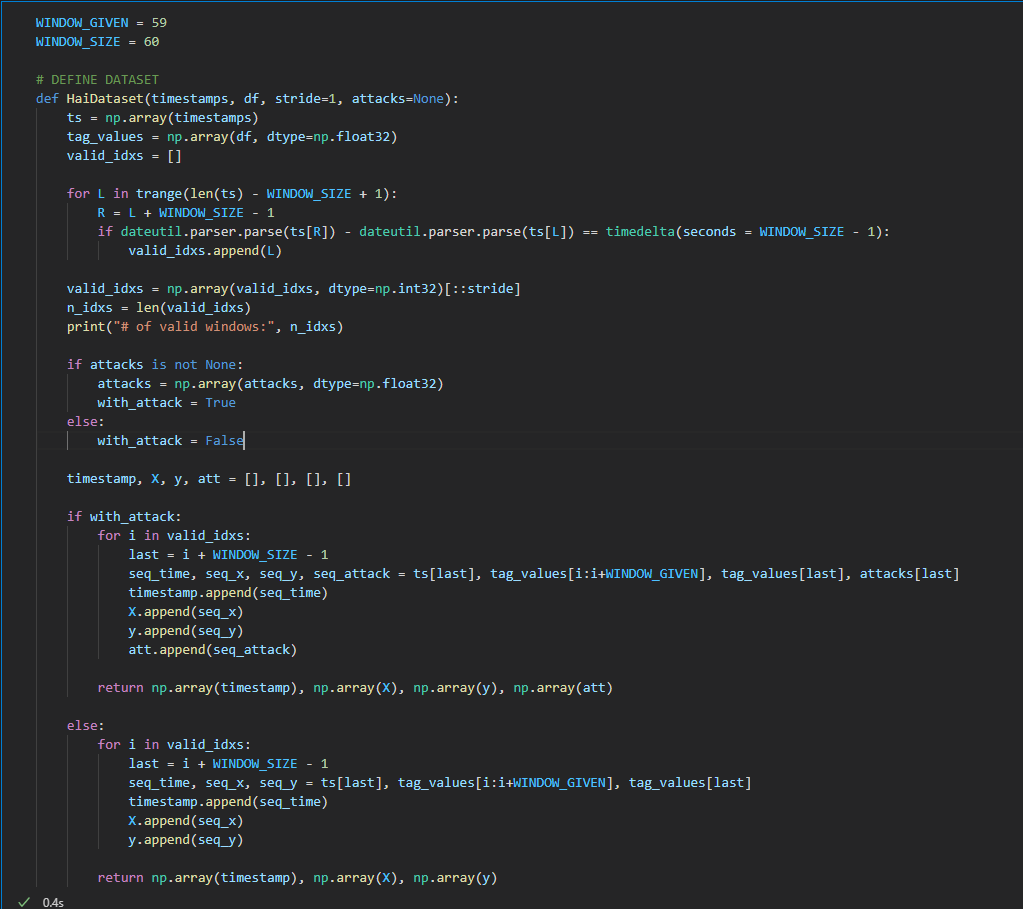 WINDOW_GIVEN = 59
WINDOW_SIZE = 60
# DEFINE DATASET
def HaiDataset(timestamps, df, stride=1, attacks=None):
    ts = np.array(timestamps)
    tag_values = np.array(df, dtype=np.float32)
    valid_idxs = []
    for L in trange(len(ts) - WINDOW_SIZE + 1):
        R = L + WINDOW_SIZE - 1
        if dateutil.parser.parse(ts[R]) - dateutil.parser.parse(ts[L]) == timedelta(seconds = WINDOW_SIZE - 1):
            valid_idxs.append(L)
    valid_idxs = np.array(valid_idxs, dtype=np.int32)[::stride]
    n_idxs = len(valid_idxs)
    print("# of valid windows:", n_idxs)
    if attacks is not None:
        attacks = np.array(attacks, dtype=np.float32)
        with_attack = True
    else:
        with_attack = False
    timestamp, X, y, att = [], [], [], []
    if with_attack:
        for i in valid_idxs:
            last = i + WINDOW_SIZE - 1
            seq_time, seq_x, seq_y, seq_attack = ts[last], tag_values[i:i+WINDOW_GIVEN], tag_values[last], attacks[last]
            timestamp.append(seq_time)
            X.append(seq_x)
            y.append(seq_y)
            att.append(seq_attack)
        return np.array(timestamp), np.array(X), np.array(y), np.array(att)
    else:
        for i in valid_idxs:
            last = i + WINDOW_SIZE - 1
            seq_time, seq_x, seq_y = ts[last], tag_values[i:i+WINDOW_GIVEN], tag_values[last]
            timestamp.append(seq_time)
            X.append(seq_x)
            y.append(seq_y)
        return np.array(timestamp), np.array(X), np.array(y)
0.4s